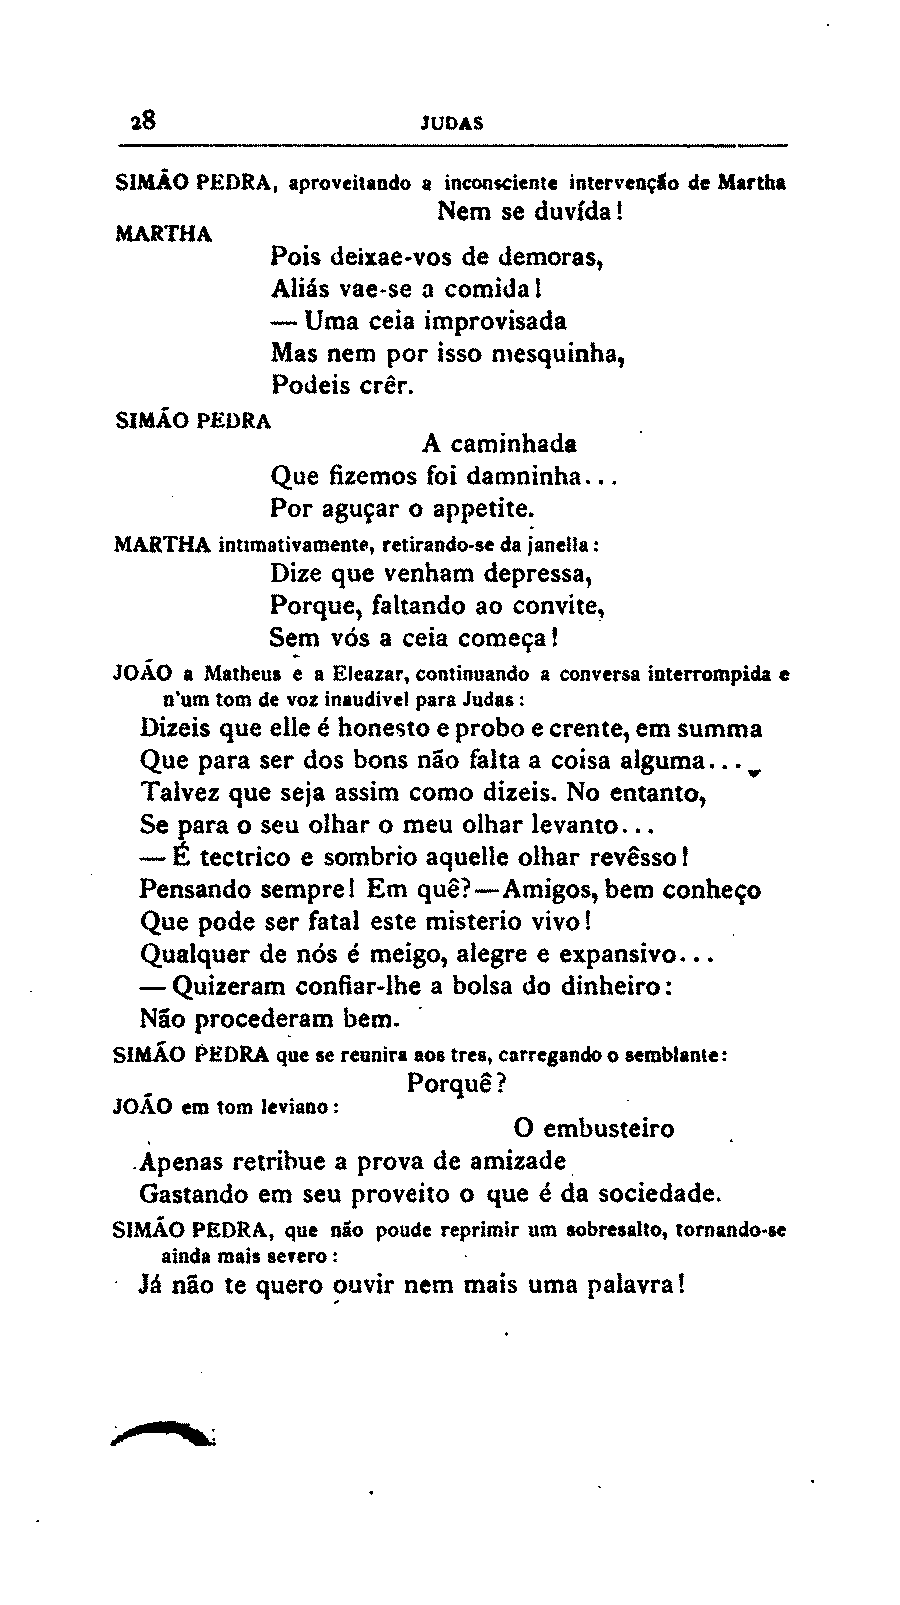 28 JUDAS
SIMÃO PEDRA, aproveitando a inconsciente intervenção de Martha
Nem se duvída!
MARTHA
Pois deixae-vos de demoras,
Aliás vae-se a comida!
— Uma ceia improvisada
Mas nem por isso mesquinha,
Podeis crêr.
SIMÃO PEDRA
A caminhada
Que fizemos foi damninha...
Por aguçar o appetite.
MARTHA intimativamente, retirando-se da janella:
Dize que venham depressa,
Porque, faltando ao convite,
Sem vós a ceia começa!
JOÃO a Matheus e a Eleazar, continuando a conversa interrompida e
n'um tom de voz inaudivel para Judas:
Dizeis que elle é honesto e probo e crente, em summa
Que para ser dos bons não falta a coisa alguma...
Talvez que seja assim como dizeis. No entanto,
Se para o seu olhar o meu olhar levanto...
— É tectrico e sombrio aquelle olhar revêsso!
Pensando sempre! Em quê?—Amigos, bem conheço
Que pode ser fatal este misterio vivo!
Qualquer de nós é meigo, alegre e expansivo...
— Quizeram confiar-lhe a bolsa do dinheiro:
Não procederam bem.
SIMÃO PEDRA que se reunira aos tres, carregando o semblante:
Porquê?
JOÃO em tom leviano:
O embusteiro
Apenas retribue a prova de amizade
Gastando em seu proveito o que é da sociedade.
SIMÃO PEDRA, que não poude reprimir um sobresalto, tornando-se
ainda mais severo:
Já não te quero ouvir nem mais uma palavra!